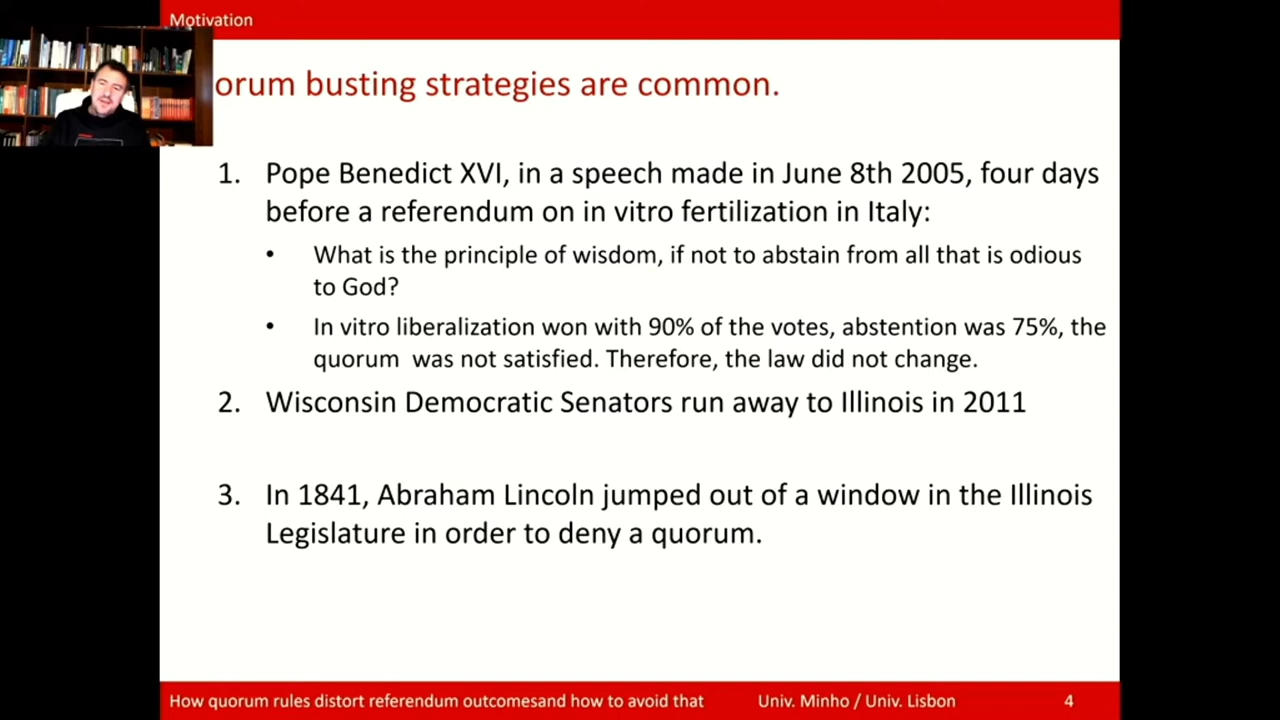 Motivation
orum busting strategies are common.
1. Pope Benedict XVI, in a speech made in June 8th 2005, four days
before a referendum on in vitro fertilization in Italy:
• What is the principle of wisdom, if not to abstain from all that is odious
to God?
• In vitro liberalization won with 90% of the votes, abstention was 75%, the
quorum was not satisfied. Therefore, the law did not change.
2. Wisconsin Democratic Senators run away to Illinois in 2011
3. In 1841, Abraham Lincoln jumped out of a window in the Illinois
Legislature in order to deny a quorum.
How quorum rules distort referendum outcomesand how to avoid that Univ. Minho / Univ. Lisbon 4